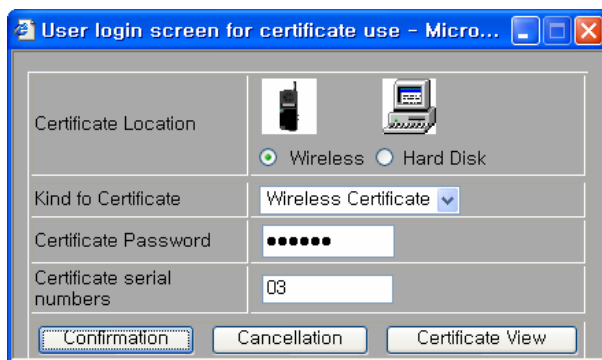 User login screen for certificate use - Micro...
Certificate Location
Wireless Hard Disk
Kind fo Certificate Wireless Certificate
Certificate Password ●●●●●●
Certificate serial numbers 03
Confirmation Cancellation Certificate View